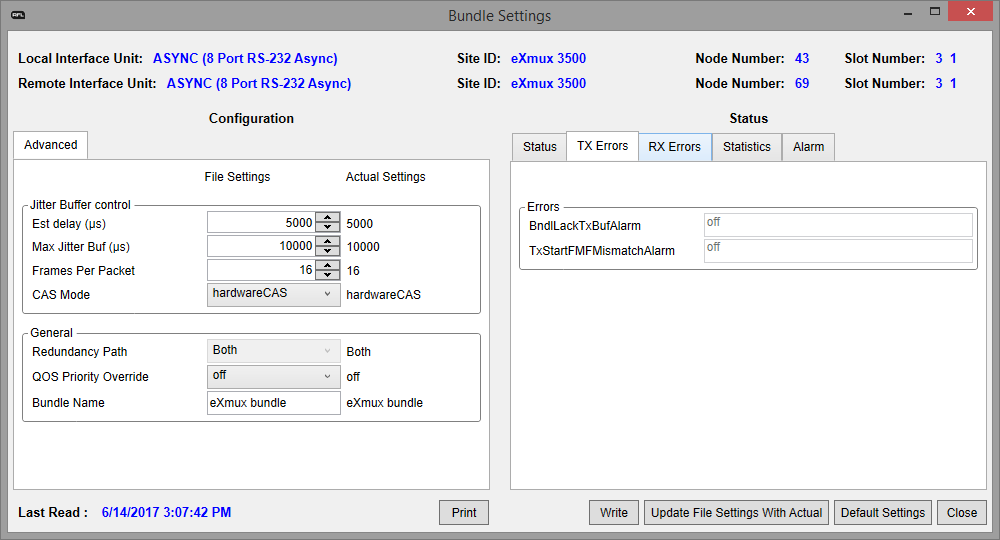 AFL
Bundle Settings
Local Interface Unit: ASYNC (8 Port RS-232 Async) Site ID: eXmux 3500 Node Number: 43 Slot Number: 3 1
Remote Interface Unit: ASYNC (8 Port RS-232 Async) Site ID: eXmux 3500 Node Number: 69 Slot Number: 3 1
Configuration
Advanced
File Settings Actual Settings
Jitter Buffer control
Est delay (µs) 5000 5000
Max Jitter Buf (µs) 10000 10000
Frames Per Packet 16 16
CAS Mode hardwareCAS hardwareCAS
General
Redundancy Path Both Both
QOS Priority Override off off
Bundle Name eXmux bundle eXmux bundle
Status
Status TX Errors RX Errors Statistics Alarm
Errors
BndlLackTxBufAlarm off
TxStartFMFMismatchAlarm off
Last Read : 6/14/2017 3:07:42 PM Print Write Update File Settings With Actual Default Settings Close